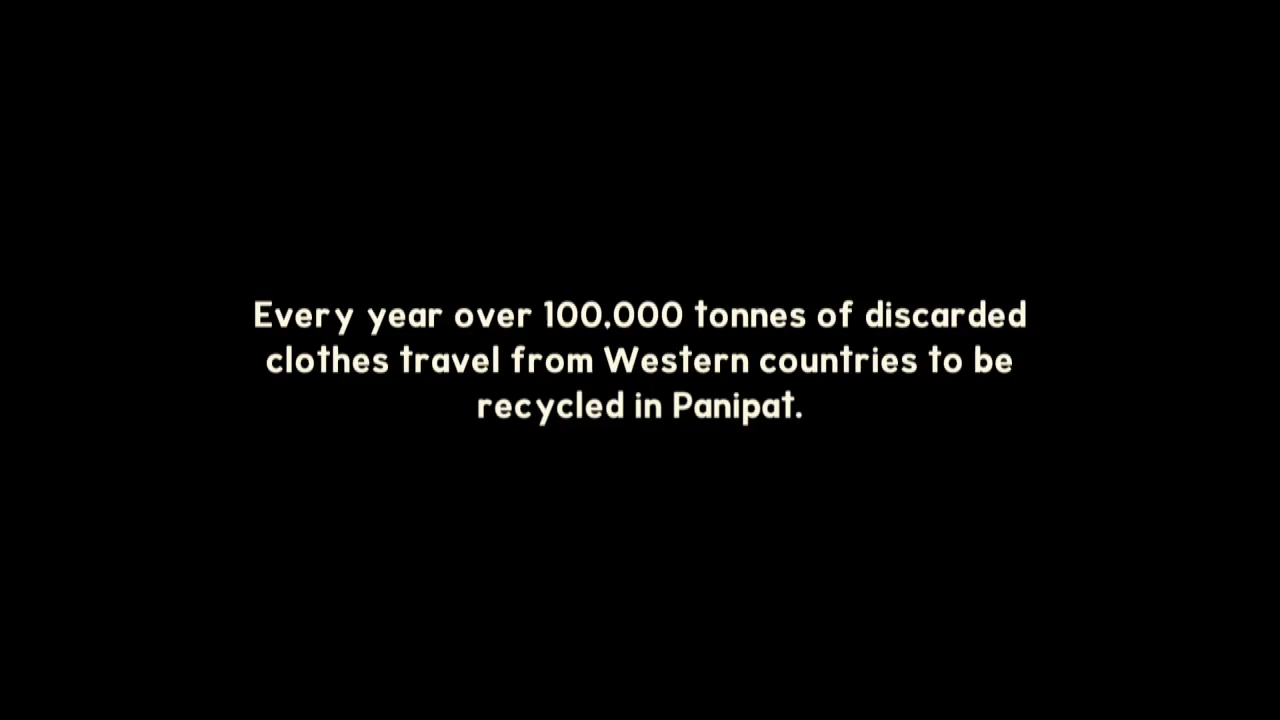 Every year over 100,000 tonnes of discarded
clothes travel from Western countries to be
recycled in Panipat.